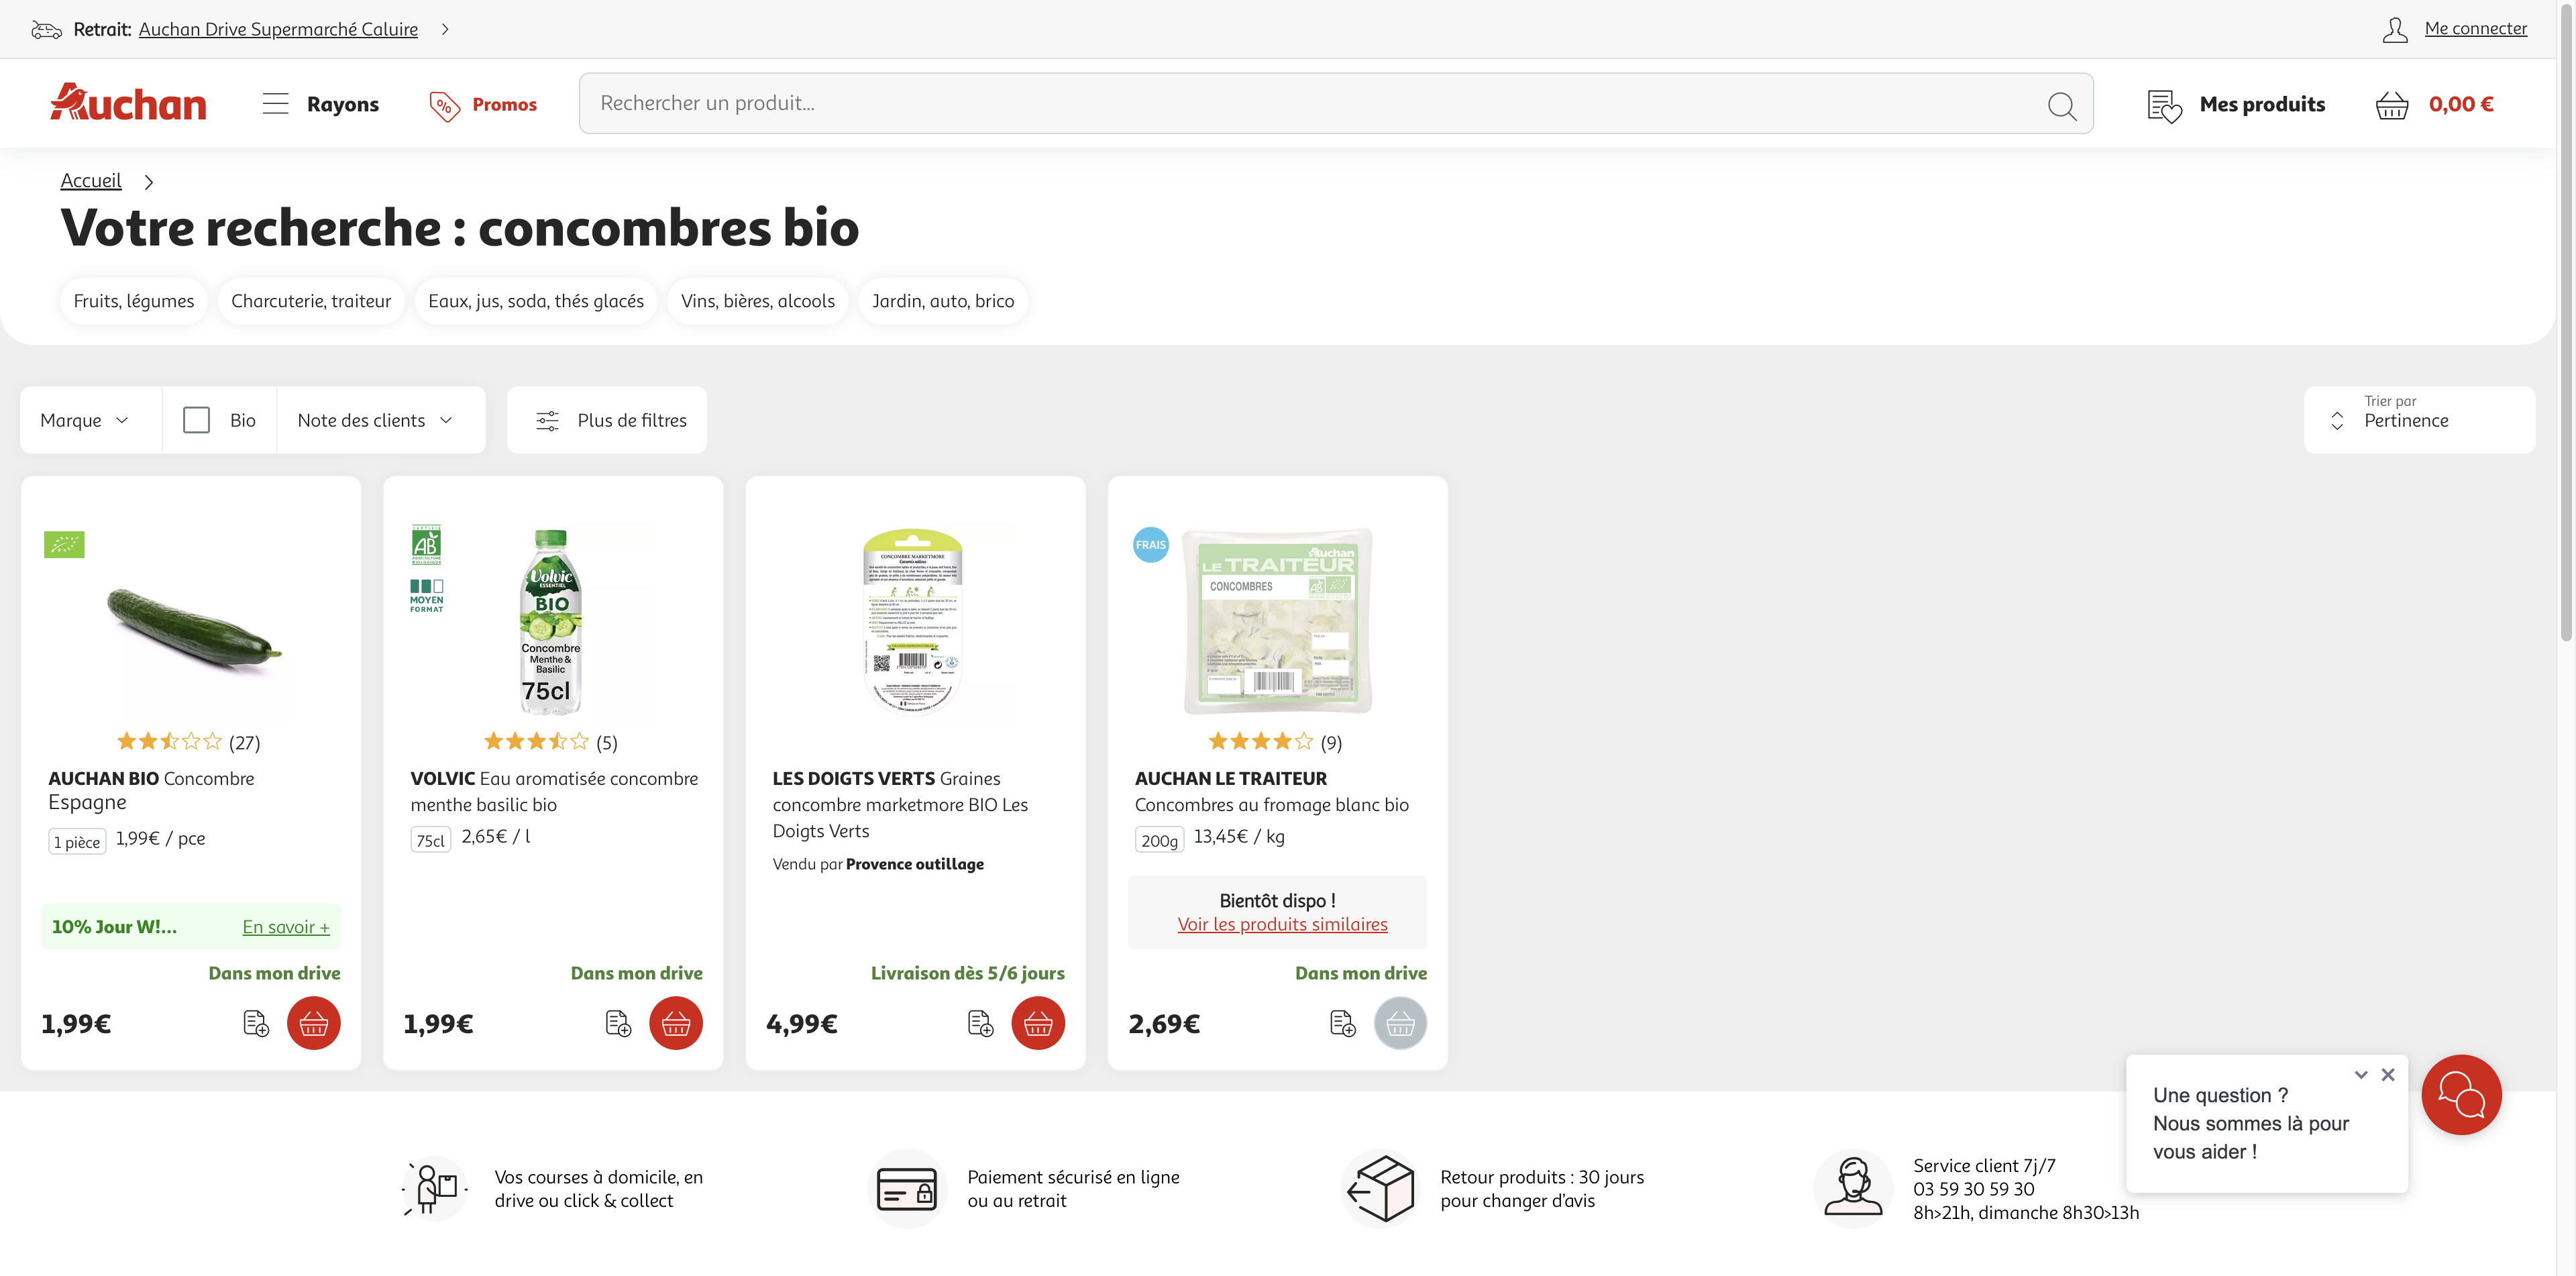 Retrait: Auchan Drive Supermarché Caluire
Me connecter
Auchan
Rayons
Promos
Rechercher un produit...
Mes produits
0,00 €
Accueil
Votre recherche : concombres bio
Fruits, légumes
Charcuterie, traiteur
Eaux, jus, soda, thés glacés
Vins, bières, alcools
Jardin, auto, brico
Marque
Bio
Note des clients
Plus de filtres
Trier par
Pertinence
(27)
AUCHAN BIO Concombre
Espagne
1 pièce 1,99€ / pce
10% Jour W!...
En savoir +
Dans mon drive
1,99€
AB
MOYEN
FORMAT
Volvic
ESSENTIEL
BIO
Concombre
Menthe &
Basilic
75cl
(5)
VOLVIC Eau aromatisée concombre
menthe basilic bio
75cl 2,65€ / l
Dans mon drive
1,99€
CONCOMBRE MARKETMORE
LES DOIGTS VERTS Graines
concombre marketmore BIO Les
Doigts Verts
Vendu par Provence outillage
Livraison dès 5/6 jours
4,99€
FRAIS
Auchan
LE TRAITEUR
CONCOMBRES
AB
(9)
AUCHAN LE TRAITEUR
Concombres au fromage blanc bio
200g 13,45€ / kg
Bientôt dispo !
Voir les produits similaires
Dans mon drive
2,69€
Une question ?
Nous sommes là pour
vous aider !
Vos courses à domicile, en
drive ou click & collect
Paiement sécurisé en ligne
ou au retrait
Retour produits : 30 jours
pour changer d'avis
Service client 7j/7
03 59 30 59 30
8h>21h, dimanche 8h30>13h